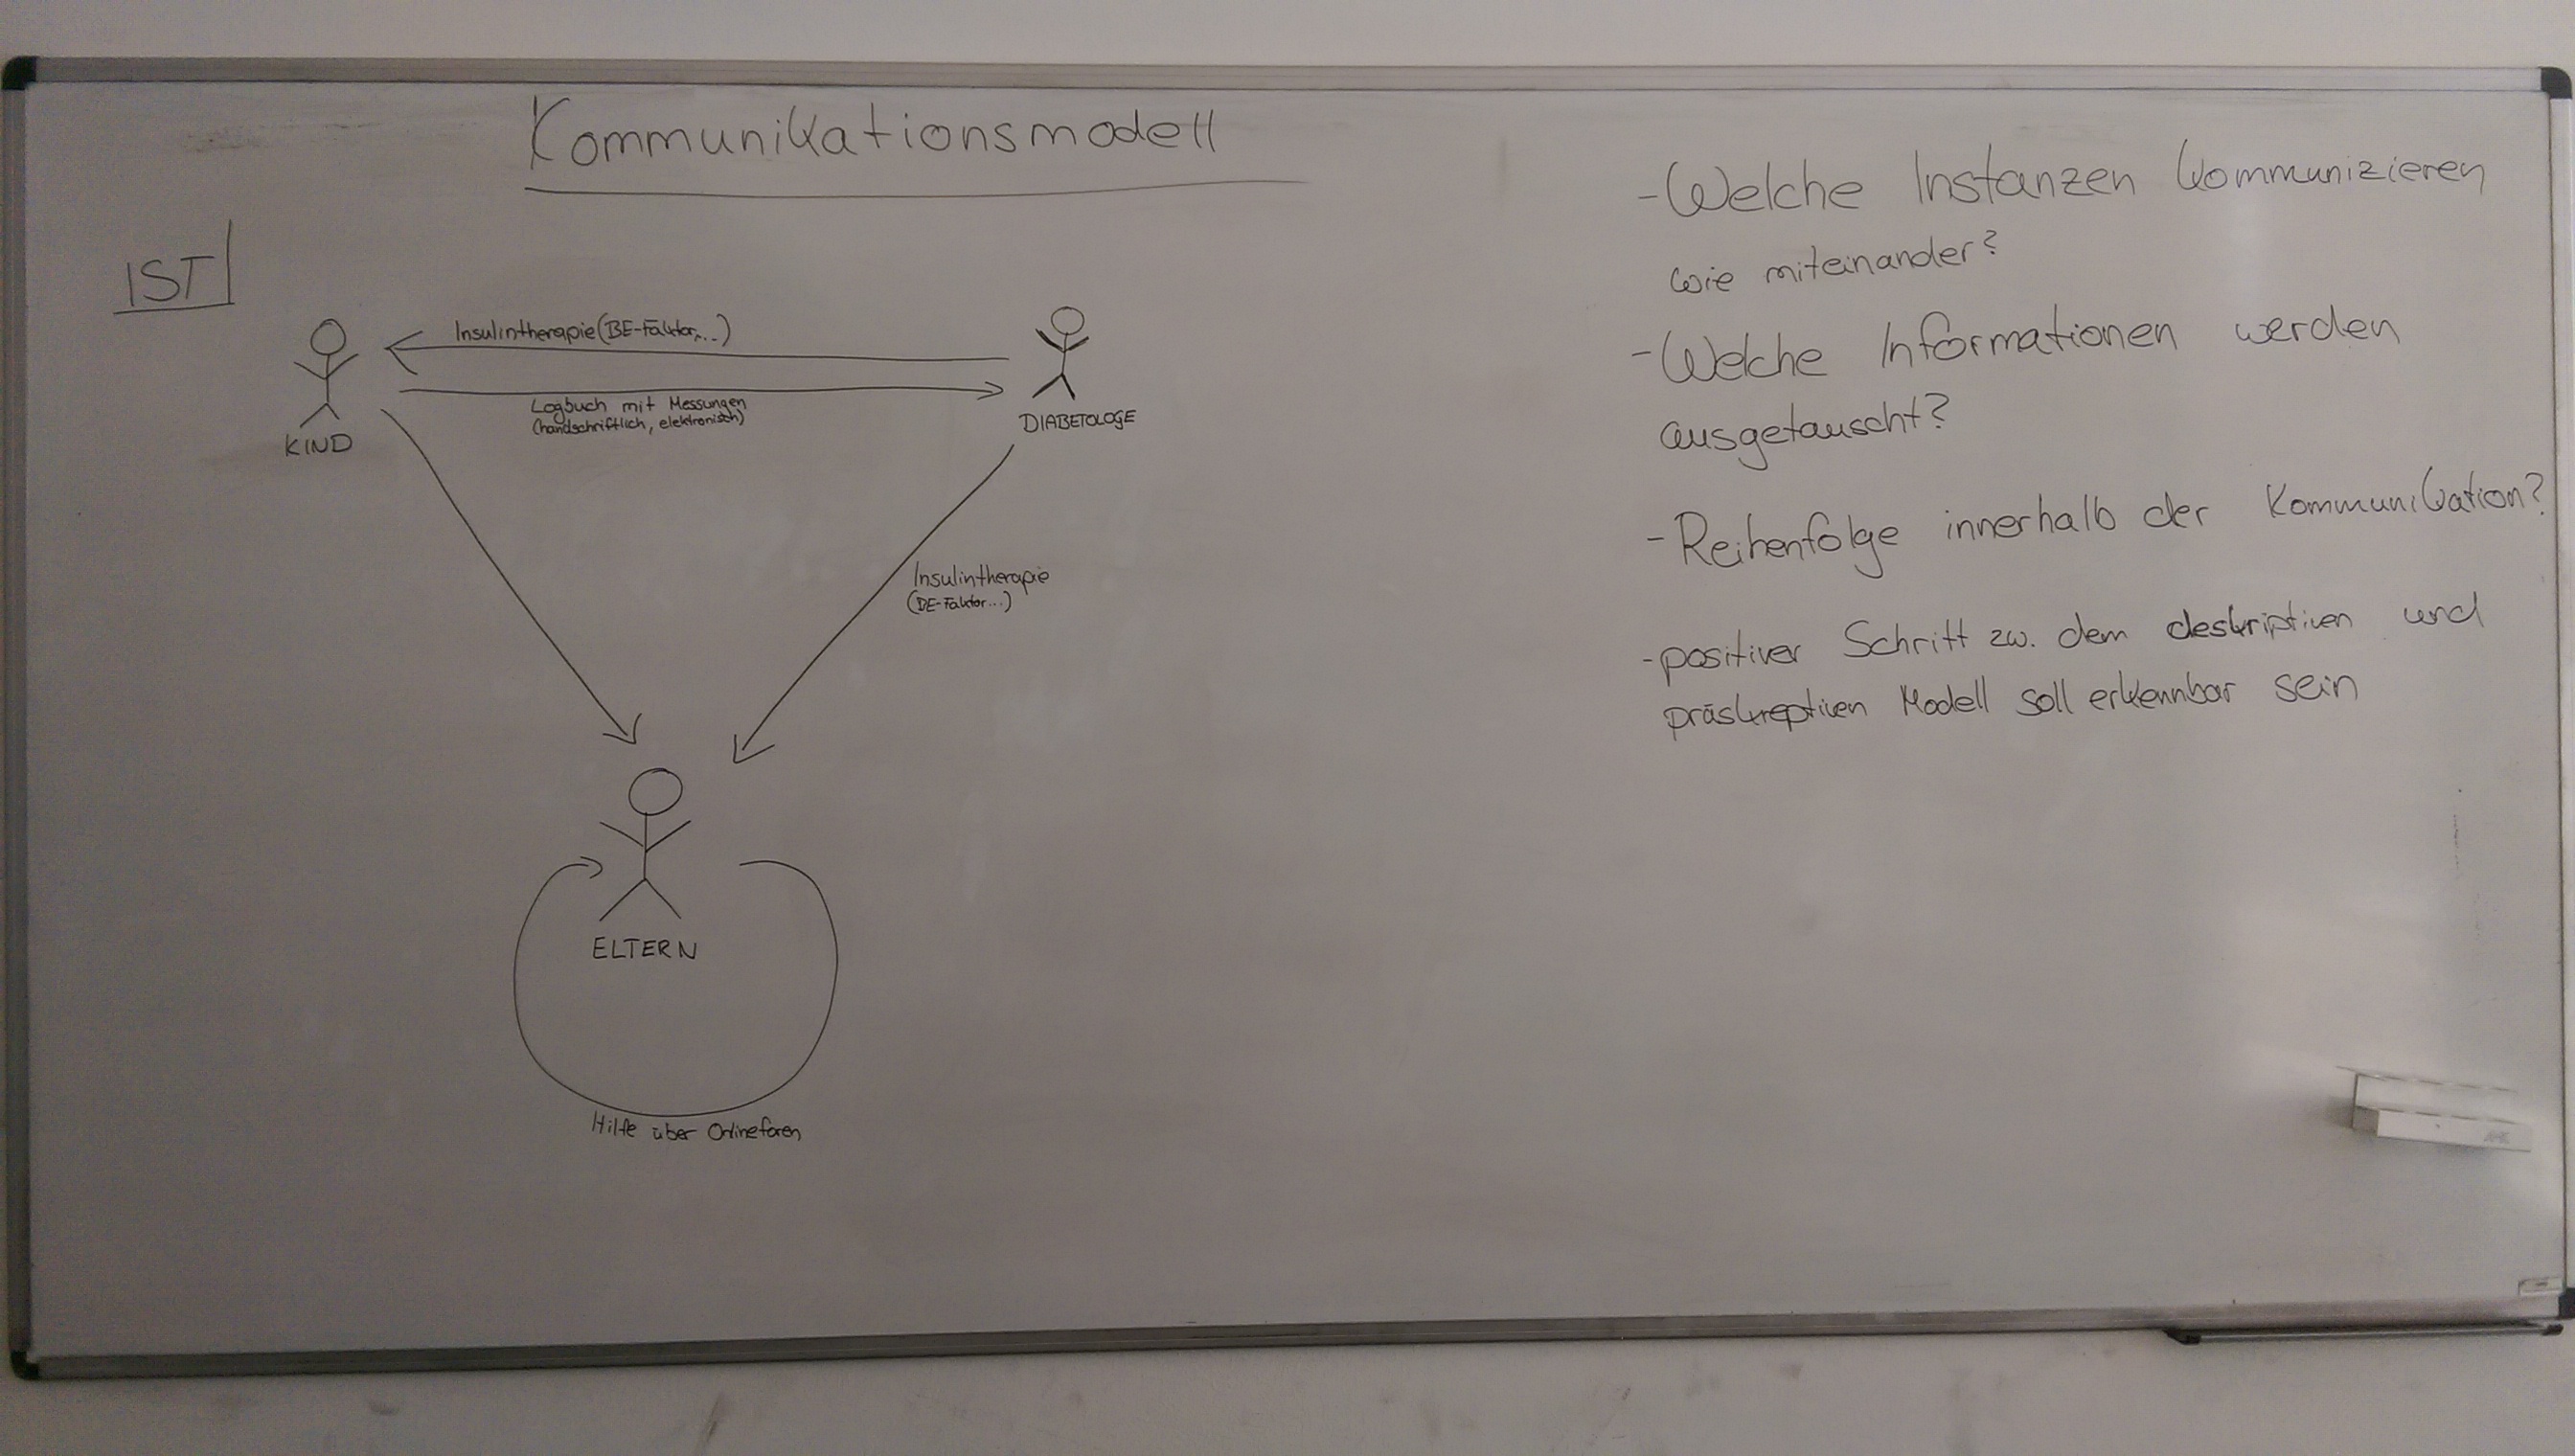 Kommunikationsmodell
IST
Insulintherapie (BE-Faktor,...)
Logbuch mit Messungen
(handschriftlich, elektronisch)
KIND
DIABETOLOGE
Insulintherapie
(BE-Faktor...)
ELTERN
Hilfe über Onlineforen
- Welche Instanzen kommunizieren
wie miteinander?
- Welche Informationen werden
ausgetauscht?
- Reihenfolge innerhalb der Kommunikation?
- positiver Schritt zw. dem deskriptiven und
präskreptiven Modell soll erkennbar sein